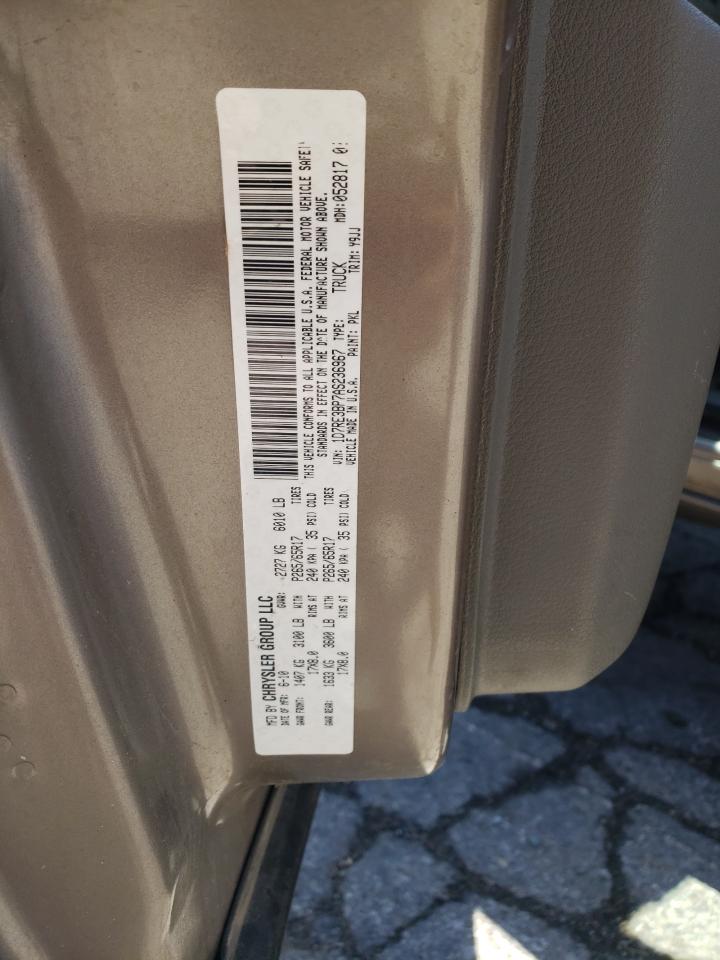 MFD BY CHRYSLER GROUP LLC
DATE OF MFR: 6-10 GVWR: 2727 KG 6010 LB
GAWR FRONT: 1407 KG 3100 LB WITH P265/65R17 TIRES
17X8.0 RIMS AT 240 KPA ( 35 PSI) COLD
GAWR REAR: 1633 KG 3600 LB WITH P265/65R17 TIRES
17X8.0 RIMS AT 240 KPA ( 35 PSI) COLD
THIS VEHICLE CONFORMS TO ALL APPLICABLE U.S.A. FEDERAL MOTOR VEHICLE
STANDARDS IN EFFECT ON THE DATE OF MANUFACTURE SHOWN ABOVE.
VIN: 1D7RE3BP7AS236967 TYPE: TRUCK MDH:052817 0
VEHICLE MADE IN U.S.A. PAINT: PKL TRIM: Y9JJ